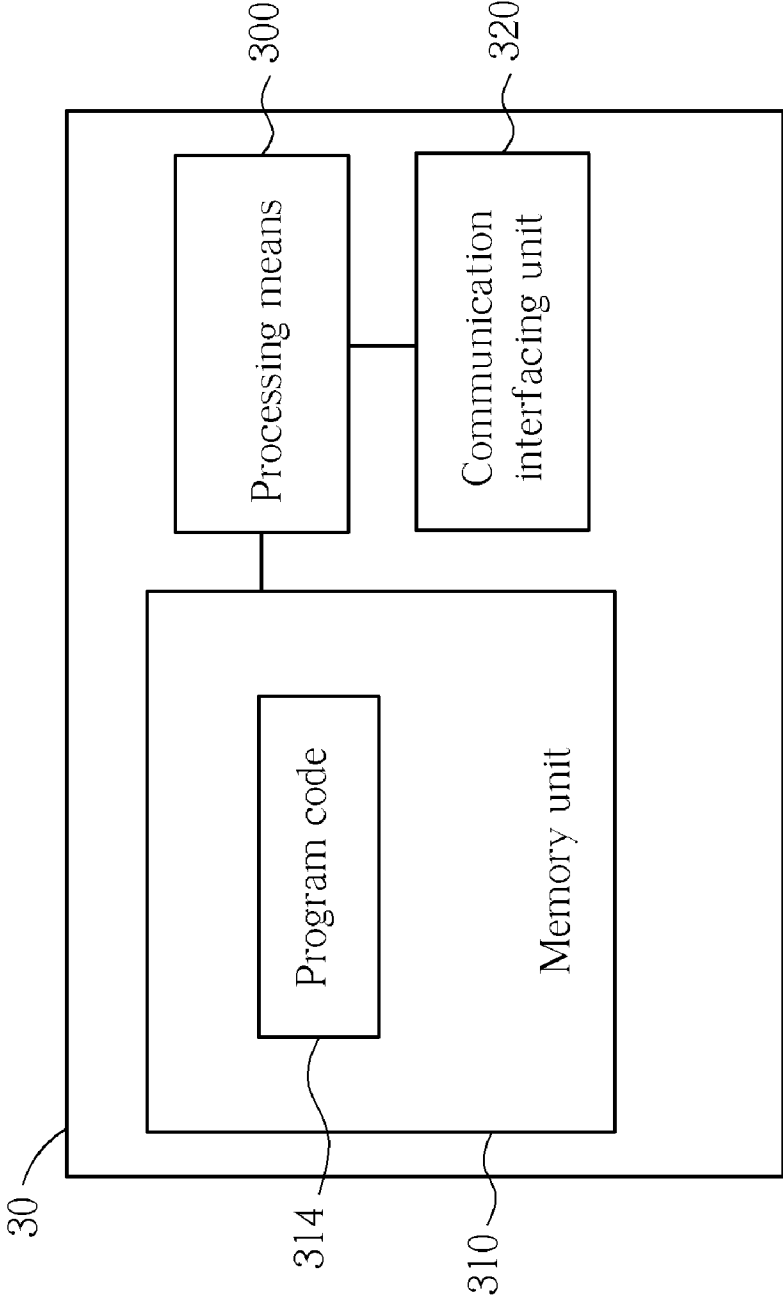 30
314
Program code
310
Memory unit
Processing means
300
Communication
interfacing unit
320